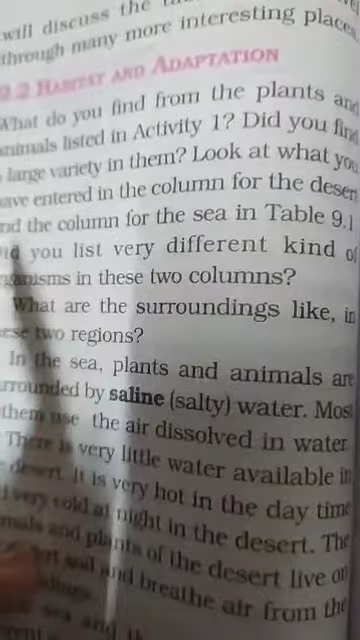 will discuss the
through many more interesting places
9.2 HABITAT AND ADAPTATION
What do you find from the plants and
animals listed in Activity 1? Did you find
large variety in them? Look at what you
have entered in the column for the desert
and the column for the sea in Table 9.1
Did you list very different kind of
organisms in these two columns?
What are the surroundings like, in
these two regions?
In the sea, plants and animals are
surrounded by saline (salty) water. Most
them use the air dissolved in water
There is very little water available in
desert. It is very hot in the day time
very cold at night in the desert. The
animals and plants of the desert live on
soil and breathe air from the
sea and